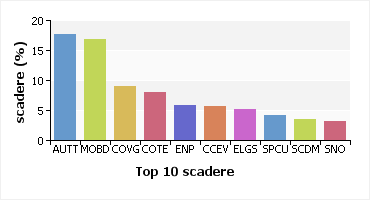 scadere (%)
20
15
10
5
0
AUTT MOBD COVG COTE ENP CCEV ELGS SPCU SCDM SNO
Top 10 scadere